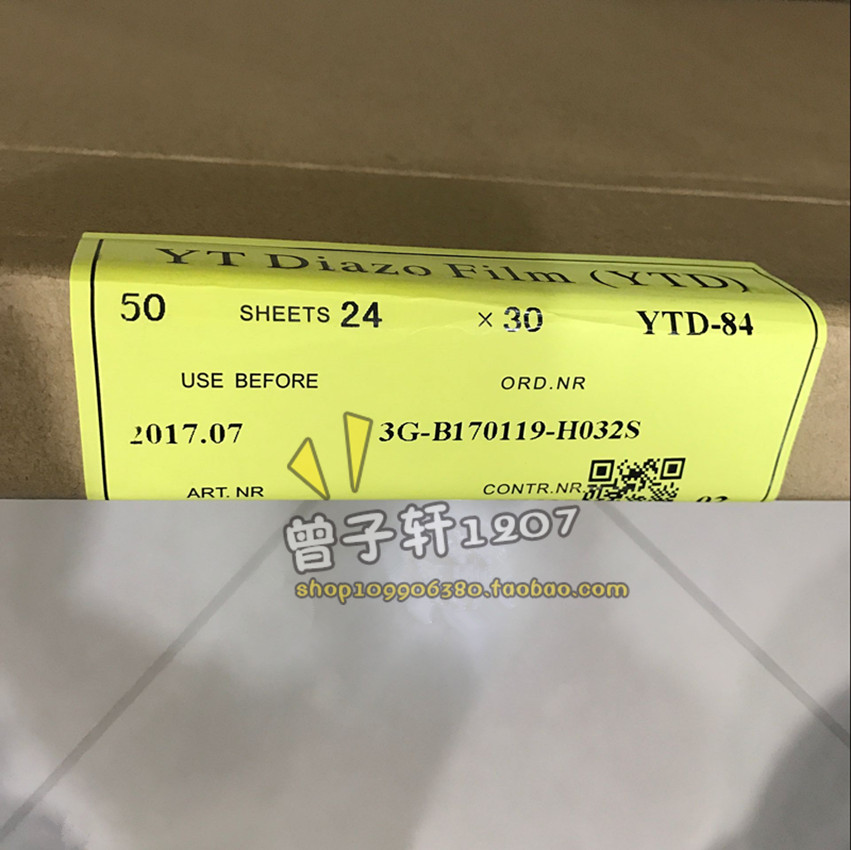 YT Diazo Film (YTD)
50 SHEETS 24 × 30 YTD-84
USE BEFORE ORD.NR
2017.07 3G-B170119-H032S
ART. NR CONTR.NR
曾子轩1207
shop109906380.taobao.com